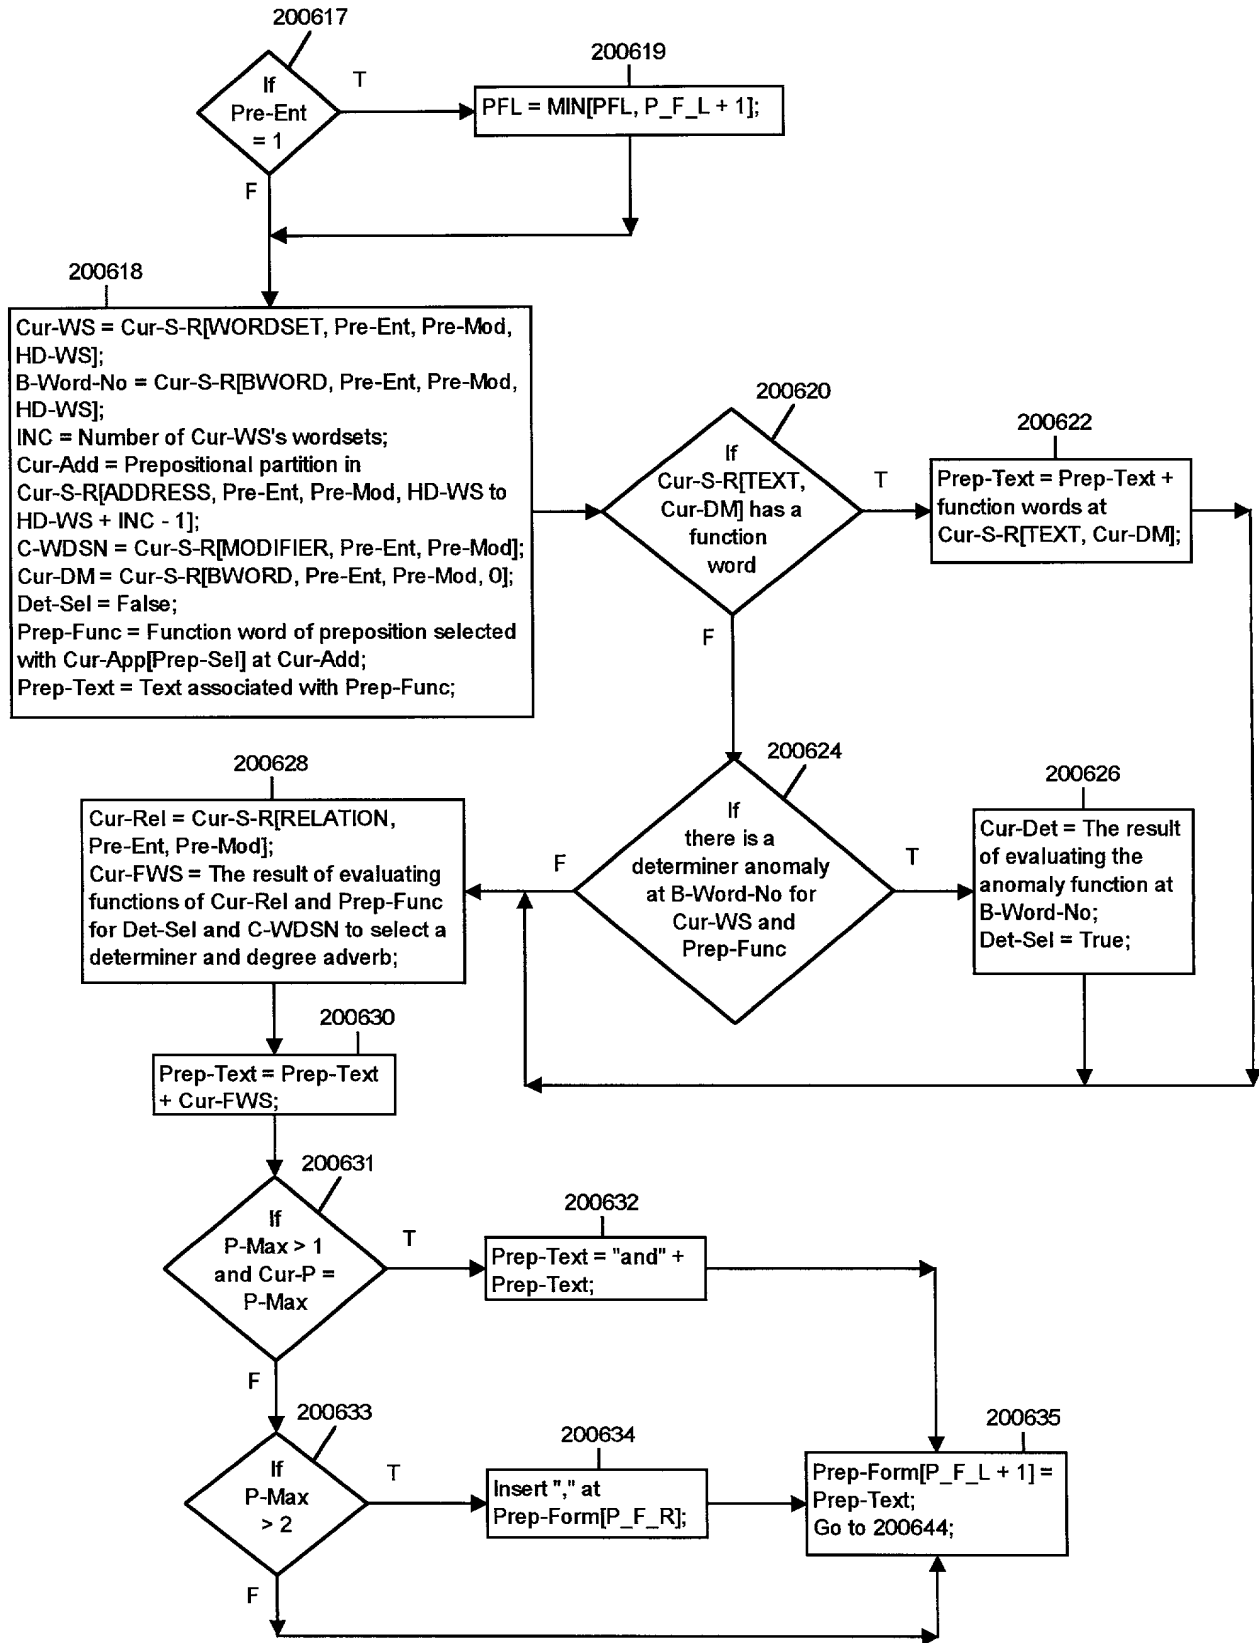 200617
If
Pre-Ent
= 1
T
F
200619
PFL = MIN[PFL, P_F_L + 1];
200618
Cur-WS = Cur-S-R[WORDSET, Pre-Ent, Pre-Mod,
HD-WS];
B-Word-No = Cur-S-R[BWORD, Pre-Ent, Pre-Mod,
HD-WS];
INC = Number of Cur-WS's wordsets;
Cur-Add = Prepositional partition in
Cur-S-R[ADDRESS, Pre-Ent, Pre-Mod, HD-WS to
HD-WS + INC - 1];
C-WDSN = Cur-S-R[MODIFIER, Pre-Ent, Pre-Mod];
Cur-DM = Cur-S-R[BWORD, Pre-Ent, Pre-Mod, 0];
Det-Sel = False;
Prep-Func = Function word of preposition selected
with Cur-App[Prep-Sel] at Cur-Add;
Prep-Text = Text associated with Prep-Func;
200620
If
Cur-S-R[TEXT,
Cur-DM] has a
function
word
T
F
200622
Prep-Text = Prep-Text +
function words at
Cur-S-R[TEXT, Cur-DM];
200624
If
there is a
determiner anomaly
at B-Word-No for
Cur-WS and
Prep-Func
T
F
200626
Cur-Det = The result
of evaluating the
anomaly function at
B-Word-No;
Det-Sel = True;
200628
Cur-Rel = Cur-S-R[RELATION,
Pre-Ent, Pre-Mod];
Cur-FWS = The result of evaluating
functions of Cur-Rel and Prep-Func
for Det-Sel and C-WDSN to select a
determiner and degree adverb;
200630
Prep-Text = Prep-Text
+ Cur-FWS;
200631
If
P-Max > 1
and Cur-P =
P-Max
T
F
200632
Prep-Text = "and" +
Prep-Text;
200633
If
P-Max
> 2
T
F
200634
Insert "," at
Prep-Form[P_F_R];
200635
Prep-Form[P_F_L + 1] =
Prep-Text;
Go to 200644;